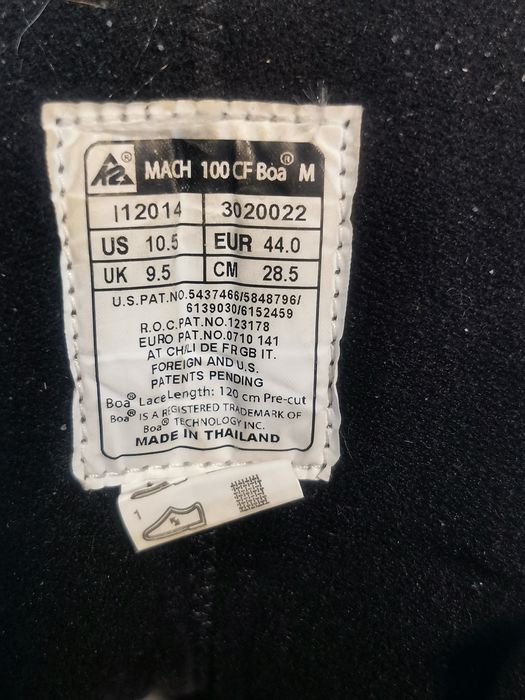 K2® MACH 100 CF Boa® M
I12014 3020022
US 10.5 EUR 44.0
UK 9.5 CM 28.5
U.S.PAT.NO.5437466/5848796/
6139030/6152459
R.O.C.PAT.NO.123178
EURO PAT.NO.0710 141
AT CH/LI DE FR GB IT.
FOREIGN AND U.S.
PATENTS PENDING
Boa® LaceLength: 120 cm Pre-cut
Boa® IS A REGISTERED TRADEMARK OF
Boa® TECHNOLOGY INC.
MADE IN THAILAND
1